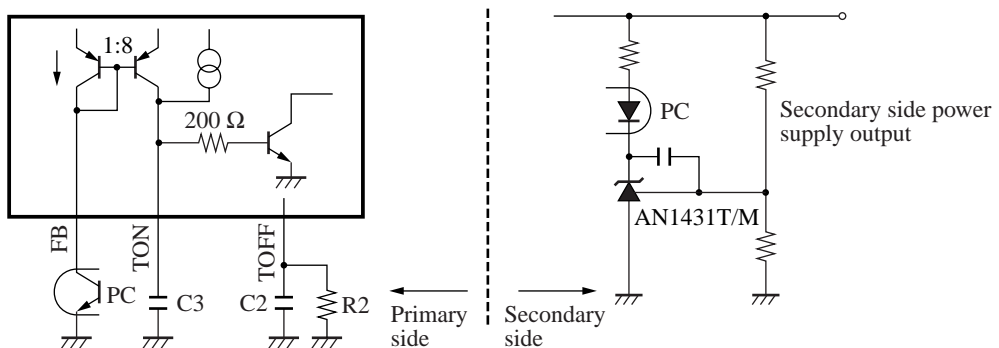 1:8
200 Ω
FB
TON
TOFF
PC
C3
C2
R2
Primary
side
Secondary
side
PC
Secondary side power
supply output
AN1431T/M